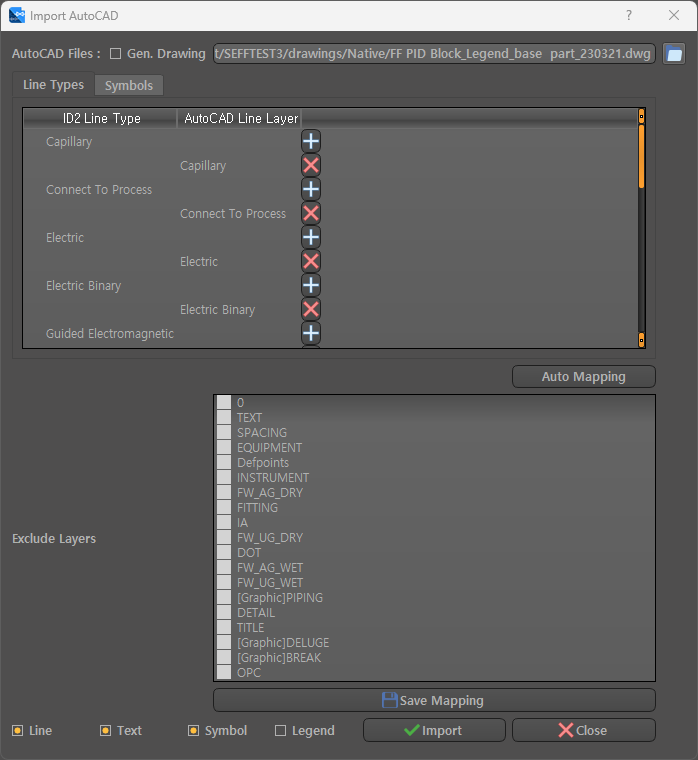 Import AutoCAD
AutoCAD Files : Gen. Drawing t/SEFFTEST3/drawings/Native/FF PID Block_Legend_base part_230321.dwg
Line Types Symbols
ID2 Line Type AutoCAD Line Layer
Capillary
Capillary
Connect To Process
Connect To Process
Electric
Electric
Electric Binary
Electric Binary
Guided Electromagnetic
Auto Mapping
0
TEXT
SPACING
EQUIPMENT
Defpoints
INSTRUMENT
FW_AG_DRY
FITTING
IA
FW_UG_DRY
Exclude Layers
DOT
FW_AG_WET
FW_UG_WET
[Graphic]PIPING
DETAIL
TITLE
[Graphic]DELUGE
[Graphic]BREAK
OPC
Save Mapping
Line Text Symbol Legend Import Close